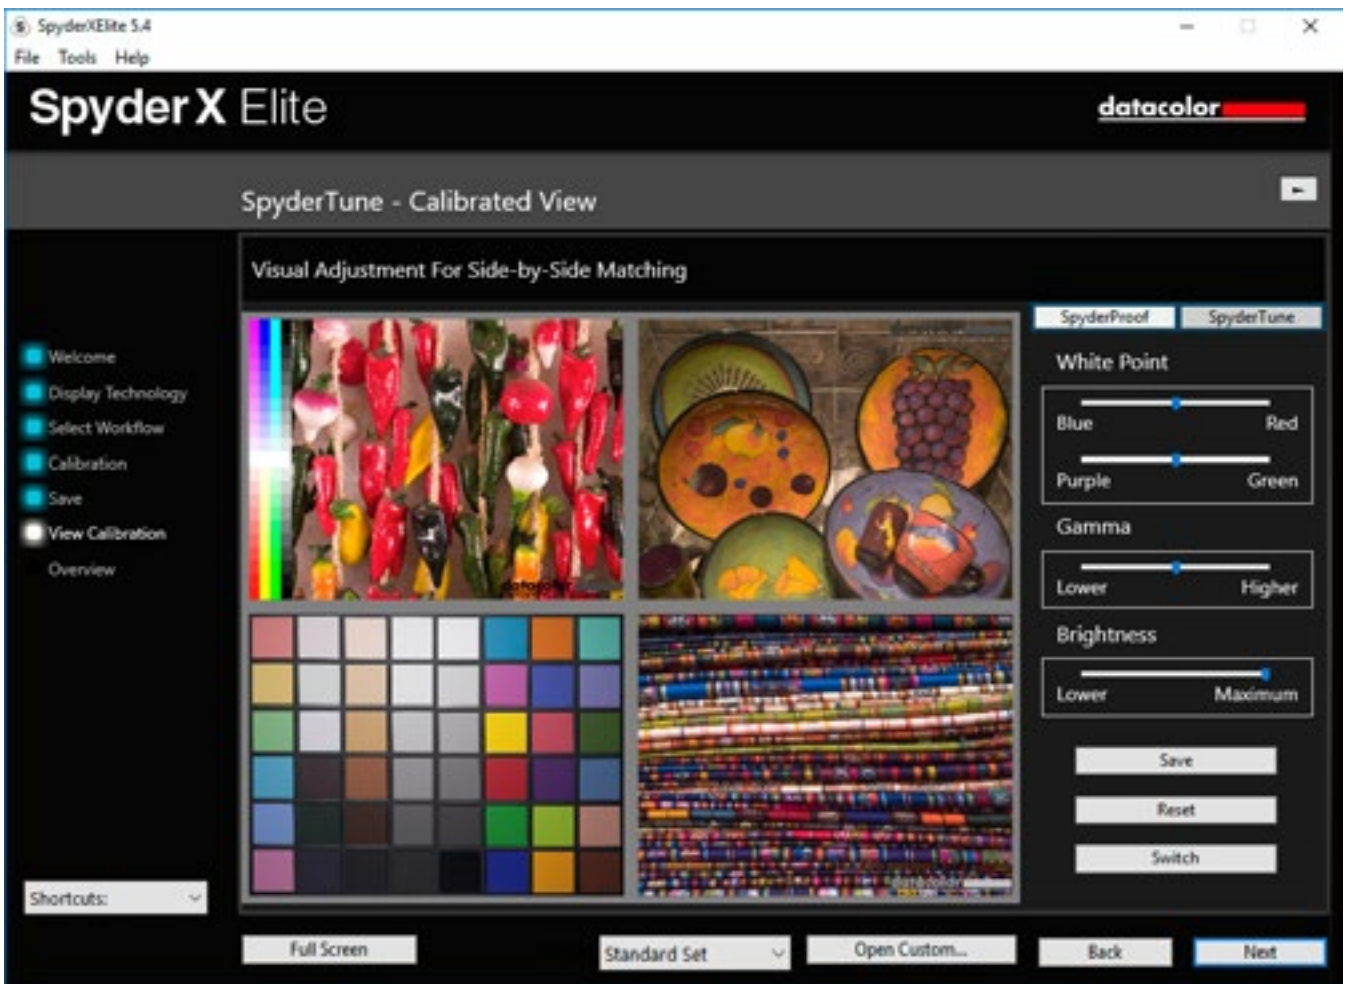 SpyderXElite 5.4
File Tools Help
SpyderX Elite
datacolor
SpyderTune - Calibrated View
Visual Adjustment For Side-by-Side Matching
SpyderProof SpyderTune
White Point
Blue Red
Purple Green
Gamma
Lower Higher
Brightness
Lower Maximum
Save
Reset
Switch
Welcome
Display Technology
Select Workflow
Calibration
Save
View Calibration
Overview
datacolor
datacolor
Shortcuts:
Full Screen
Standard Set
Open Custom...
Back
Next